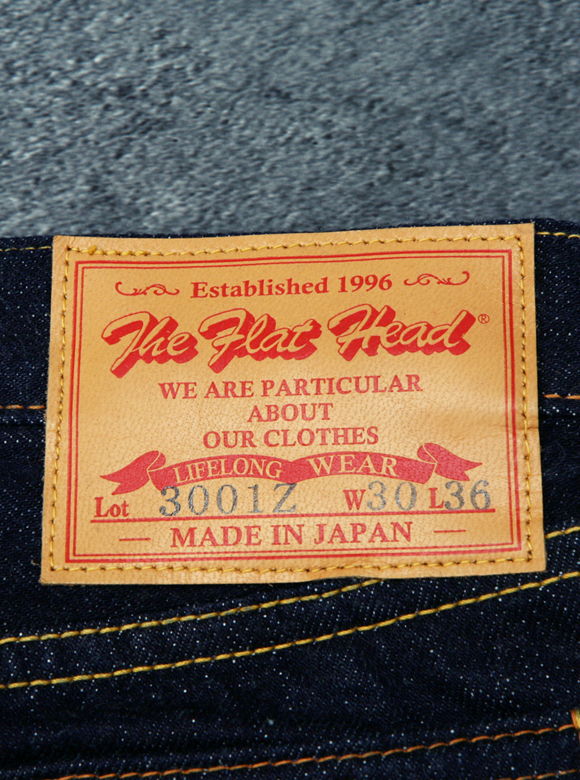 Established 1996
The Flat Head®
WE ARE PARTICULAR
ABOUT
OUR CLOTHES
LIFELONG WEAR
Lot 3001Z W30 L36
— MADE IN JAPAN —